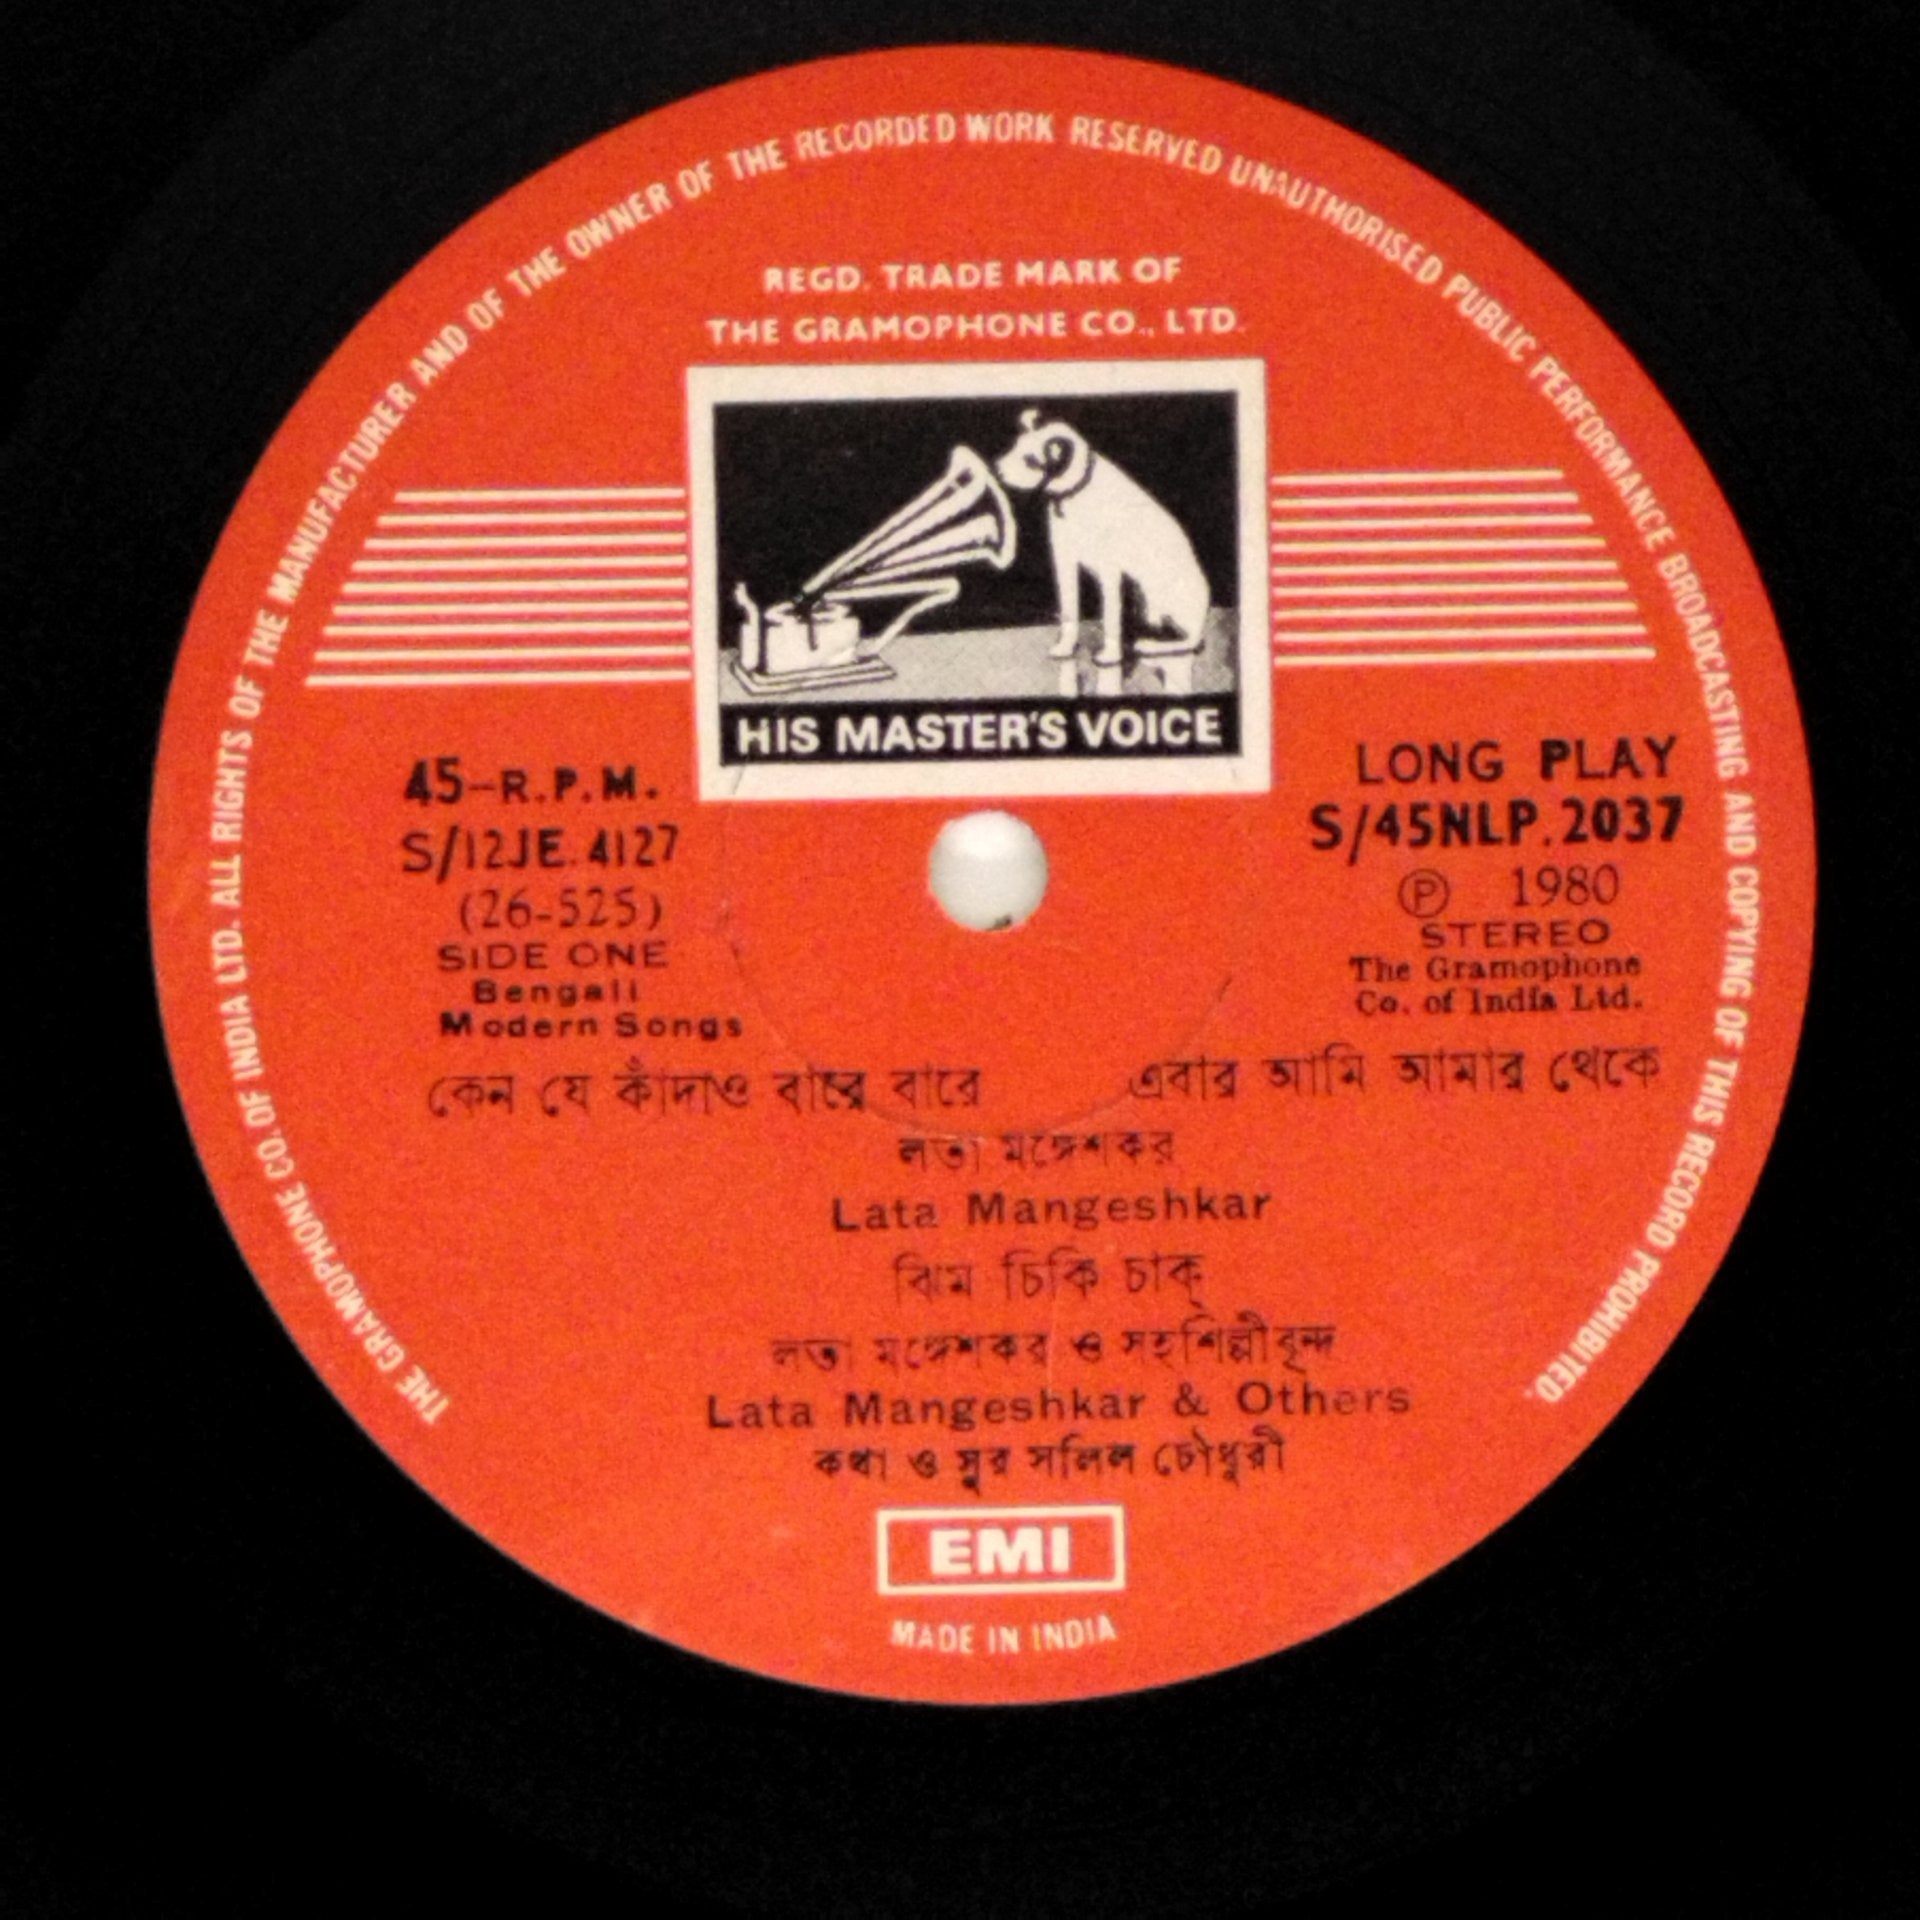 THE GRAMOPHONE CO. OF INDIA LTD. ALL RIGHTS OF THE MANUFACTURER AND OF THE OWNER OF THE RECORDED WORK RESERVED UNAUTHORISED PUBLIC PERFORMANCE BROADCASTING AND COPYING OF THIS RECORD PROHIBITED.
REGD. TRADE MARK OF
THE GRAMOPHONE CO., LTD.
HIS MASTER'S VOICE
45-R.P.M.
S/12JE.4127
(26-525)
SIDE ONE
Bengali
Modern Songs
LONG PLAY
S/45NLP.2037
Ⓟ 1980
STEREO
The Gramophone
Co. of India Ltd.
কেন যে কাঁদাও বারে বারে
এবার আমি আমার থেকে
লতা মঙ্গেশকর
Lata Mangeshkar
ঝিম চিকি চাক্
লতা মঙ্গেশকর ও সহশিল্পীবৃন্দ
Lata Mangeshkar & Others
কথা ও সুর সলিল চৌধুরী
EMI
MADE IN INDIA